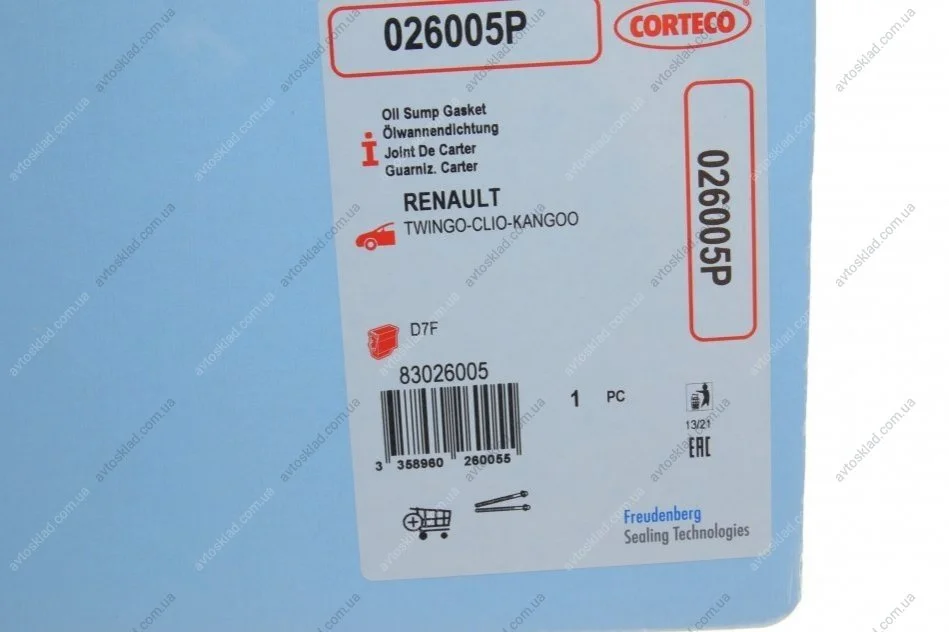 026005P
CORTECO
Oil Sump Gasket
Ölwannendichtung
Joint De Carter
Guarniz. Carter
RENAULT
TWINGO-CLIO-KANGOO
026005P
D7F
83026005
1 PC
3 358960 260055
13/21
EAC
Freudenberg
Sealing Technologies
avtosklad.com.ua